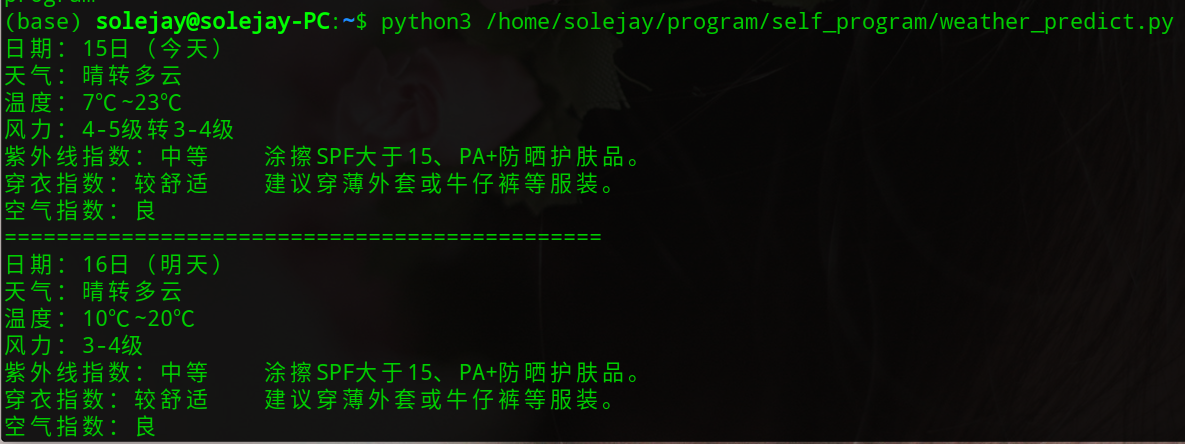 program
(base) solejay@solejay-PC:~$ python3 /home/solejay/program/self_program/weather_predict.py
日期：15日（今天）
天气：晴转多云
温度：7℃~23℃
风力：4-5级转3-4级
紫外线指数：中等    涂擦SPF大于15、PA+防晒护肤品。
穿衣指数：较舒适    建议穿薄外套或牛仔裤等服装。
空气指数：良
==============================================
日期：16日（明天）
天气：晴转多云
温度：10℃~20℃
风力：3-4级
紫外线指数：中等    涂擦SPF大于15、PA+防晒护肤品。
穿衣指数：较舒适    建议穿薄外套或牛仔裤等服装。
空气指数：良